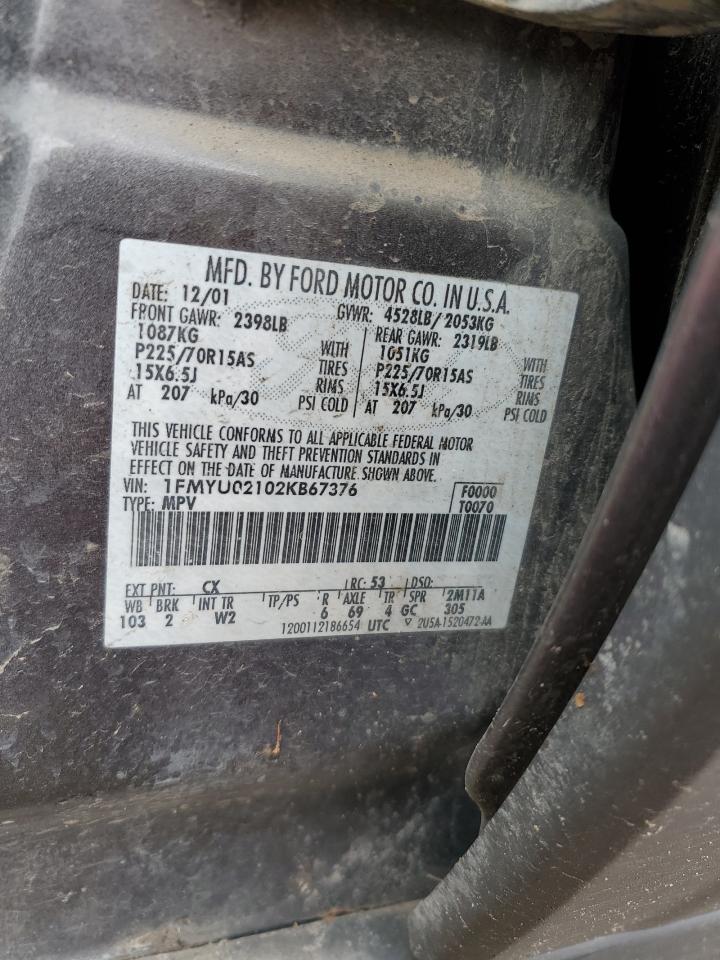 MFD. BY FORD MOTOR CO. IN U.S.A.
DATE: 12/01 GVWR: 4528LB/2053KG
FRONT GAWR: 2398LB REAR GAWR: 2319LB
1087KG WITH 1051KG WITH
P225/70R15AS TIRES P225/70R15AS TIRES
15X6.5J RIMS 15X6.5J RIMS
AT 207 kPa/30 PSI COLD AT 207 kPa/30 PSI COLD
THIS VEHICLE CONFORMS TO ALL APPLICABLE FEDERAL MOTOR
VEHICLE SAFETY AND THEFT PREVENTION STANDARDS IN
EFFECT ON THE DATE OF MANUFACTURE SHOWN ABOVE.
VIN: 1FMYU02102KB67376 F0000
TYPE: MPV T0070
EXT PNT: CX RC: 53 DSO:
WB BRK INT TR TP/PS R AXLE TR SPR 2M11A
103 2 W2 6 69 4 GC 305
1200112186654 UTC ▽ 2U5A-1520472-AA